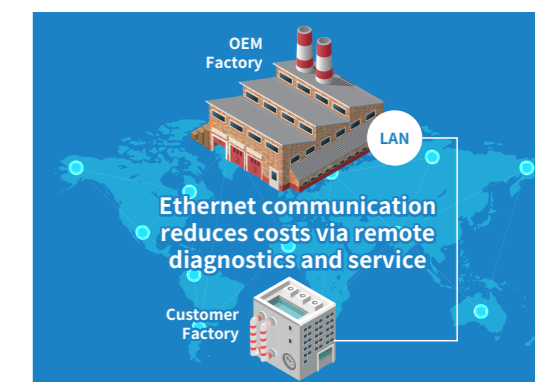 OEM
Factory
LAN
Ethernet communication
reduces costs via remote
diagnostics and service
Customer
Factory